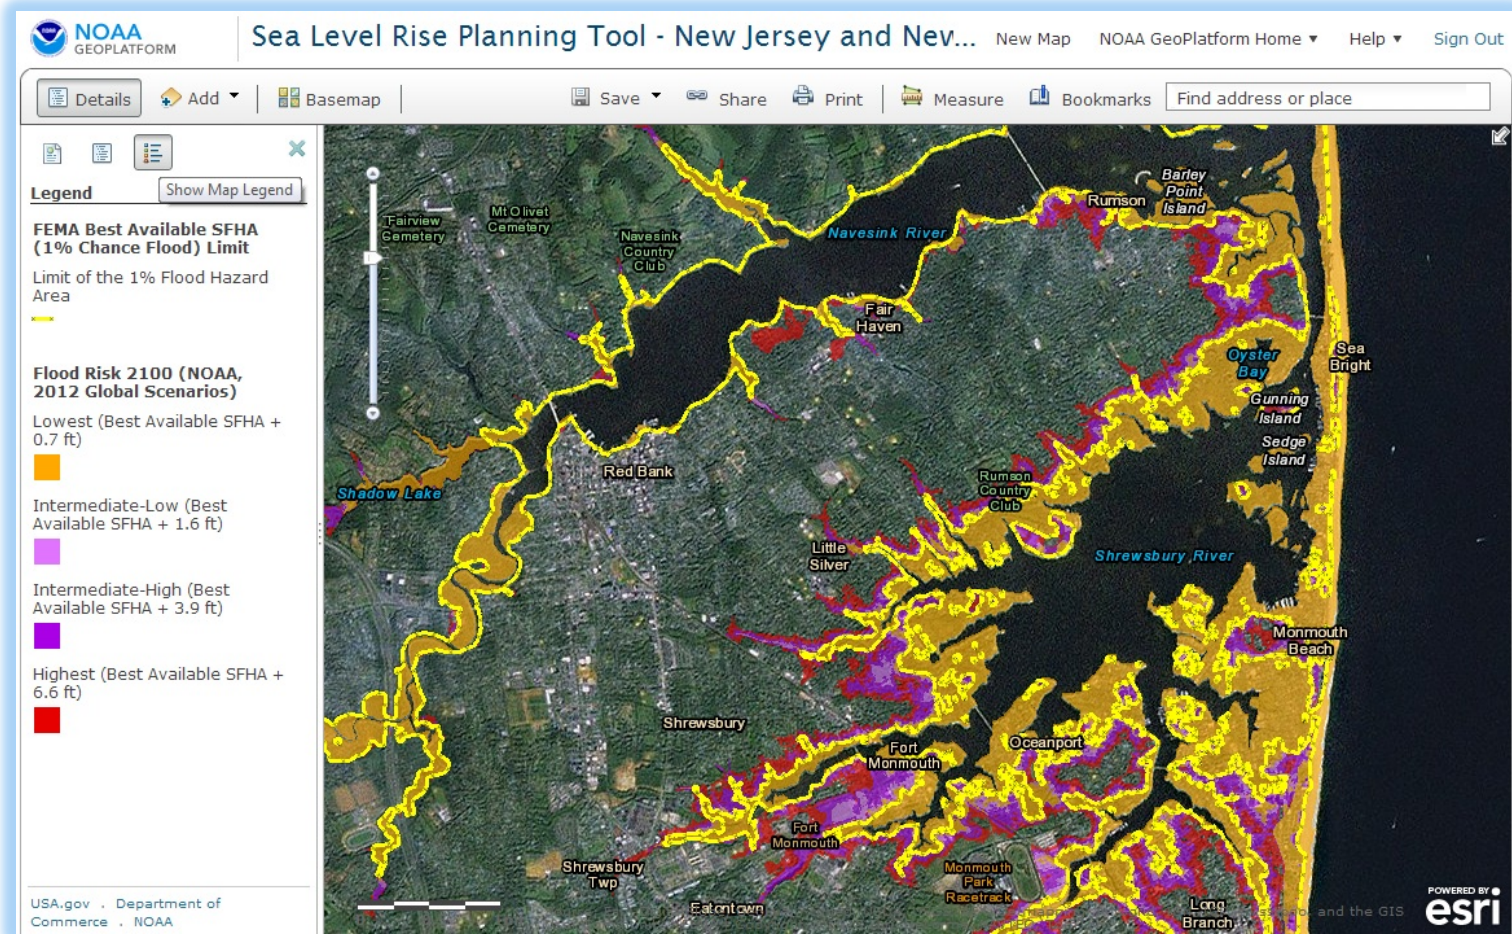 NOAA
GEOPLATFORM
Sea Level Rise Planning Tool - New Jersey and New...
New Map
NOAA GeoPlatform Home
Help
Sign Out
Details
Add
Basemap
Save
Share
Print
Measure
Bookmarks
Find address or place
Legend
Show Map Legend
FEMA Best Available SFHA
(1% Chance Flood) Limit
Limit of the 1% Flood Hazard
Area
Flood Risk 2100 (NOAA,
2012 Global Scenarios)
Lowest (Best Available SFHA +
0.7 ft)
Intermediate-Low (Best
Available SFHA + 1.6 ft)
Intermediate-High (Best
Available SFHA + 3.9 ft)
Highest (Best Available SFHA +
6.6 ft)
USA.gov . Department of
Commerce . NOAA
Fairview
Cemetery
Mt Olivet
Cemetery
Navesink
Country
Club
Navesink River
Rumson
Barley
Point
Island
Fair
Haven
Oyster
Bay
Sea
Bright
Gunning
Island
Sedge
Island
Red Bank
Shadow Lake
Rumson
Country
Club
Little
Silver
Shrewsbury River
Monmouth
Beach
Shrewsbury
Fort
Monmouth
Oceanport
Fort
Monmouth
Shrewsbury
Twp
Monmouth
Park
Racetrack
Eatontown
Long
Branch
and the GIS
POWERED BY
esri